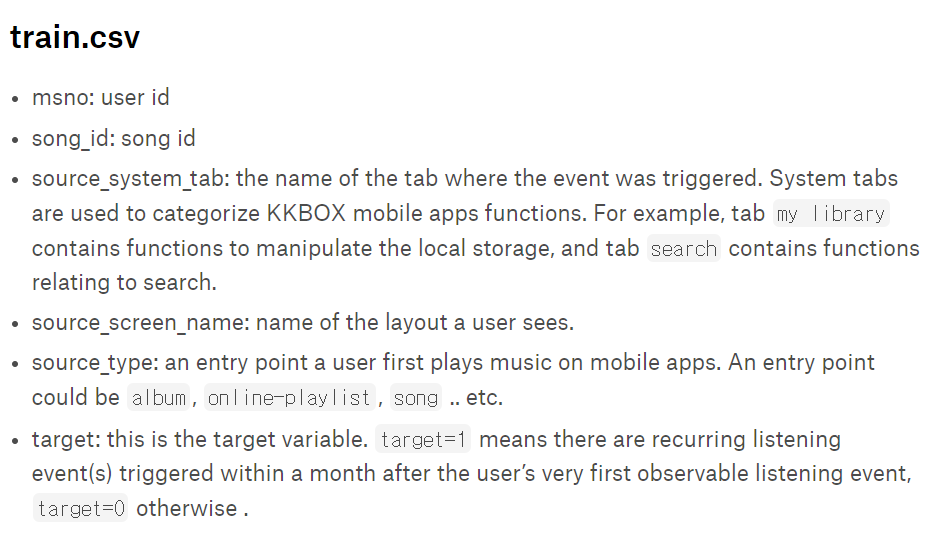 train.csv
• msno: user id
• song_id: song id
• source_system_tab: the name of the tab where the event was triggered. System tabs
are used to categorize KKBOX mobile apps functions. For example, tab my library
contains functions to manipulate the local storage, and tab search contains functions
relating to search.
• source_screen_name: name of the layout a user sees.
• source_type: an entry point a user first plays music on mobile apps. An entry point
could be album, online-playlist, song .. etc.
• target: this is the target variable. target=1 means there are recurring listening
event(s) triggered within a month after the user’s very first observable listening event,
target=0 otherwise .